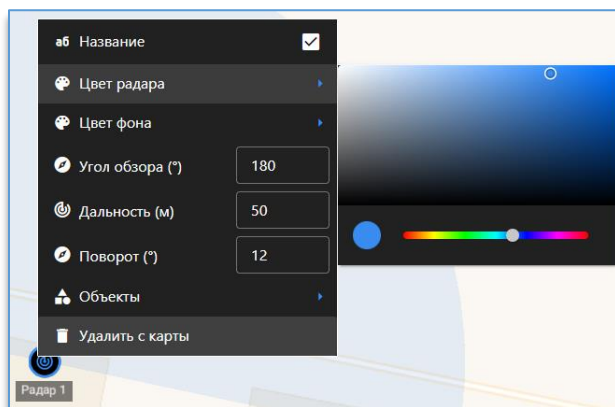 аб Название
Цвет радара
Цвет фона
Угол обзора (°) 180
Дальность (м) 50
Поворот (°) 12
Объекты
Удалить с карты
Радар 1